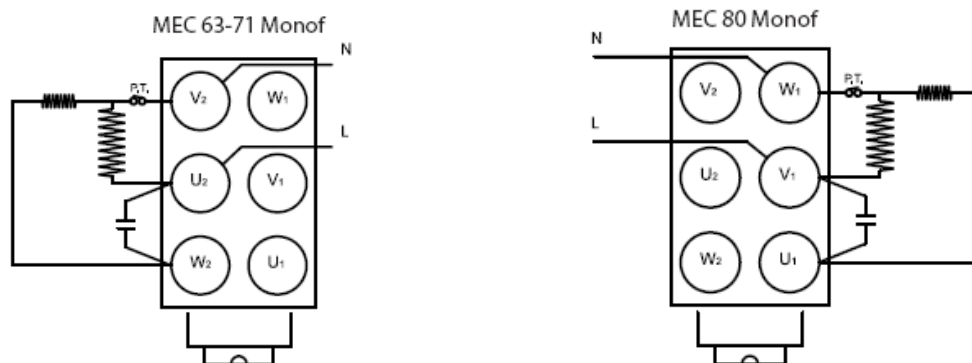 MEC 63-71 Monof
N
P.T.
V2 W1
L
U2 V1
W2 U1
MEC 80 Monof
N
V2 W1
P.T.
L
U2 V1
W2 U1